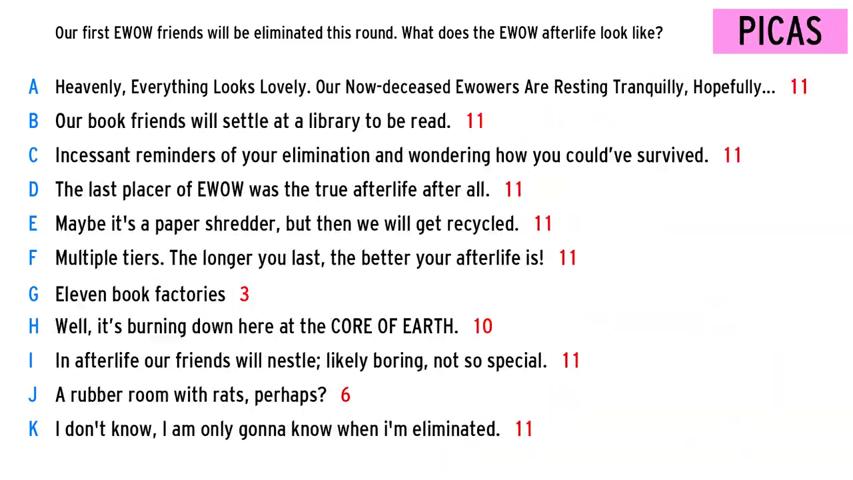 Our first EWOW friends will be eliminated this round. What does the EWOW afterlife look like?
PICAS
A Heavenly, Everything Looks Lovely. Our Now-deceased Ewowers Are Resting Tranquilly, Hopefully... 11
B Our book friends will settle at a library to be read. 11
C Incessant reminders of your elimination and wondering how you could've survived. 11
D The last placer of EWOW was the true afterlife after all. 11
E Maybe it's a paper shredder, but then we will get recycled. 11
F Multiple tiers. The longer you last, the better your afterlife is! 11
G Eleven book factories 3
H Well, it's burning down here at the CORE OF EARTH. 10
I In afterlife our friends will nestle; likely boring, not so special. 11
J A rubber room with rats, perhaps? 6
K I don't know, I am only gonna know when i'm eliminated. 11